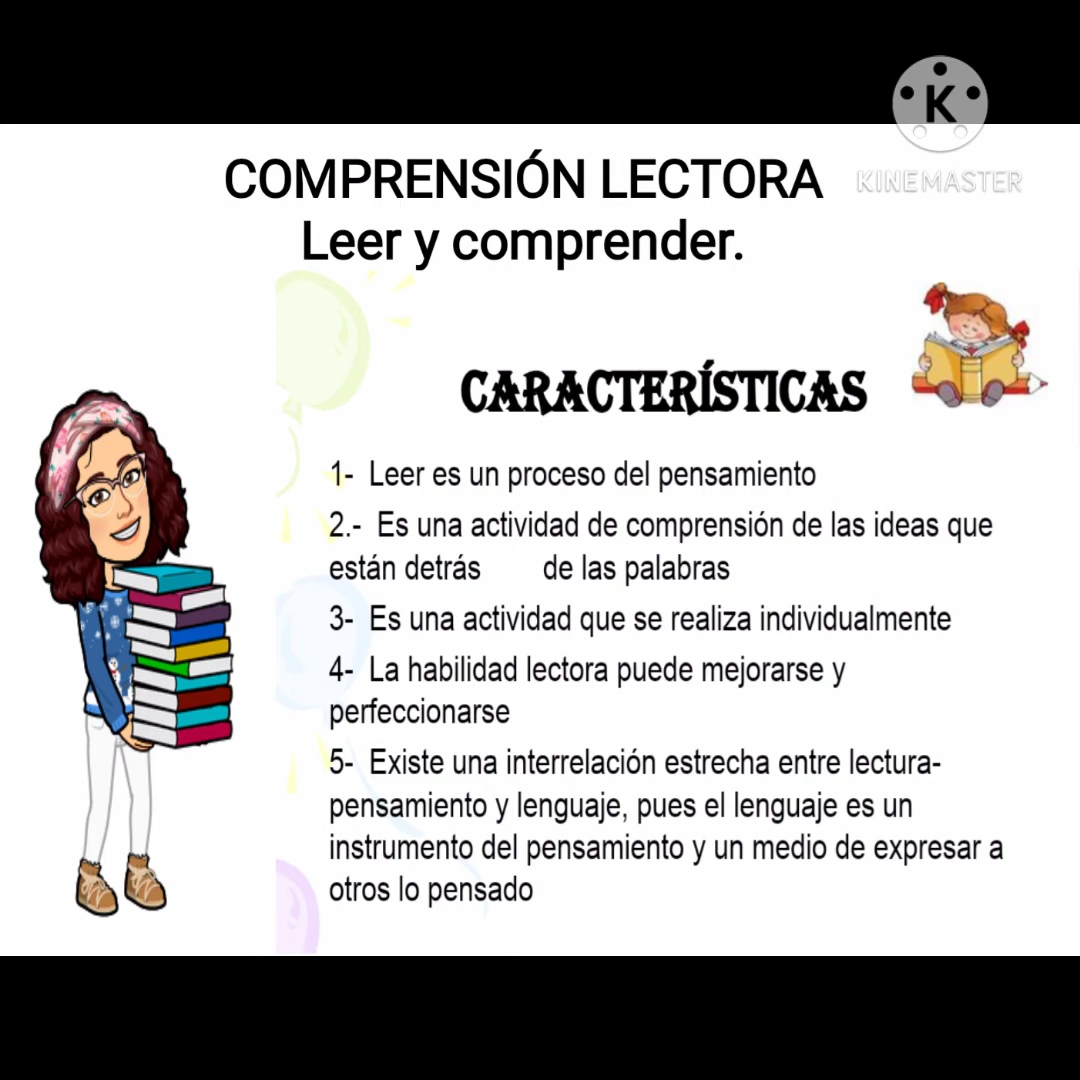 K
KINEMASTER
COMPRENSIÓN LECTORA
Leer y comprender.
CARACTERÍSTICAS
1- Leer es un proceso del pensamiento
2.- Es una actividad de comprensión de las ideas que
están detrás de las palabras
3- Es una actividad que se realiza individualmente
4- La habilidad lectora puede mejorarse y
perfeccionarse
5- Existe una interrelación estrecha entre lectura-
pensamiento y lenguaje, pues el lenguaje es un
instrumento del pensamiento y un medio de expresar a
otros lo pensado